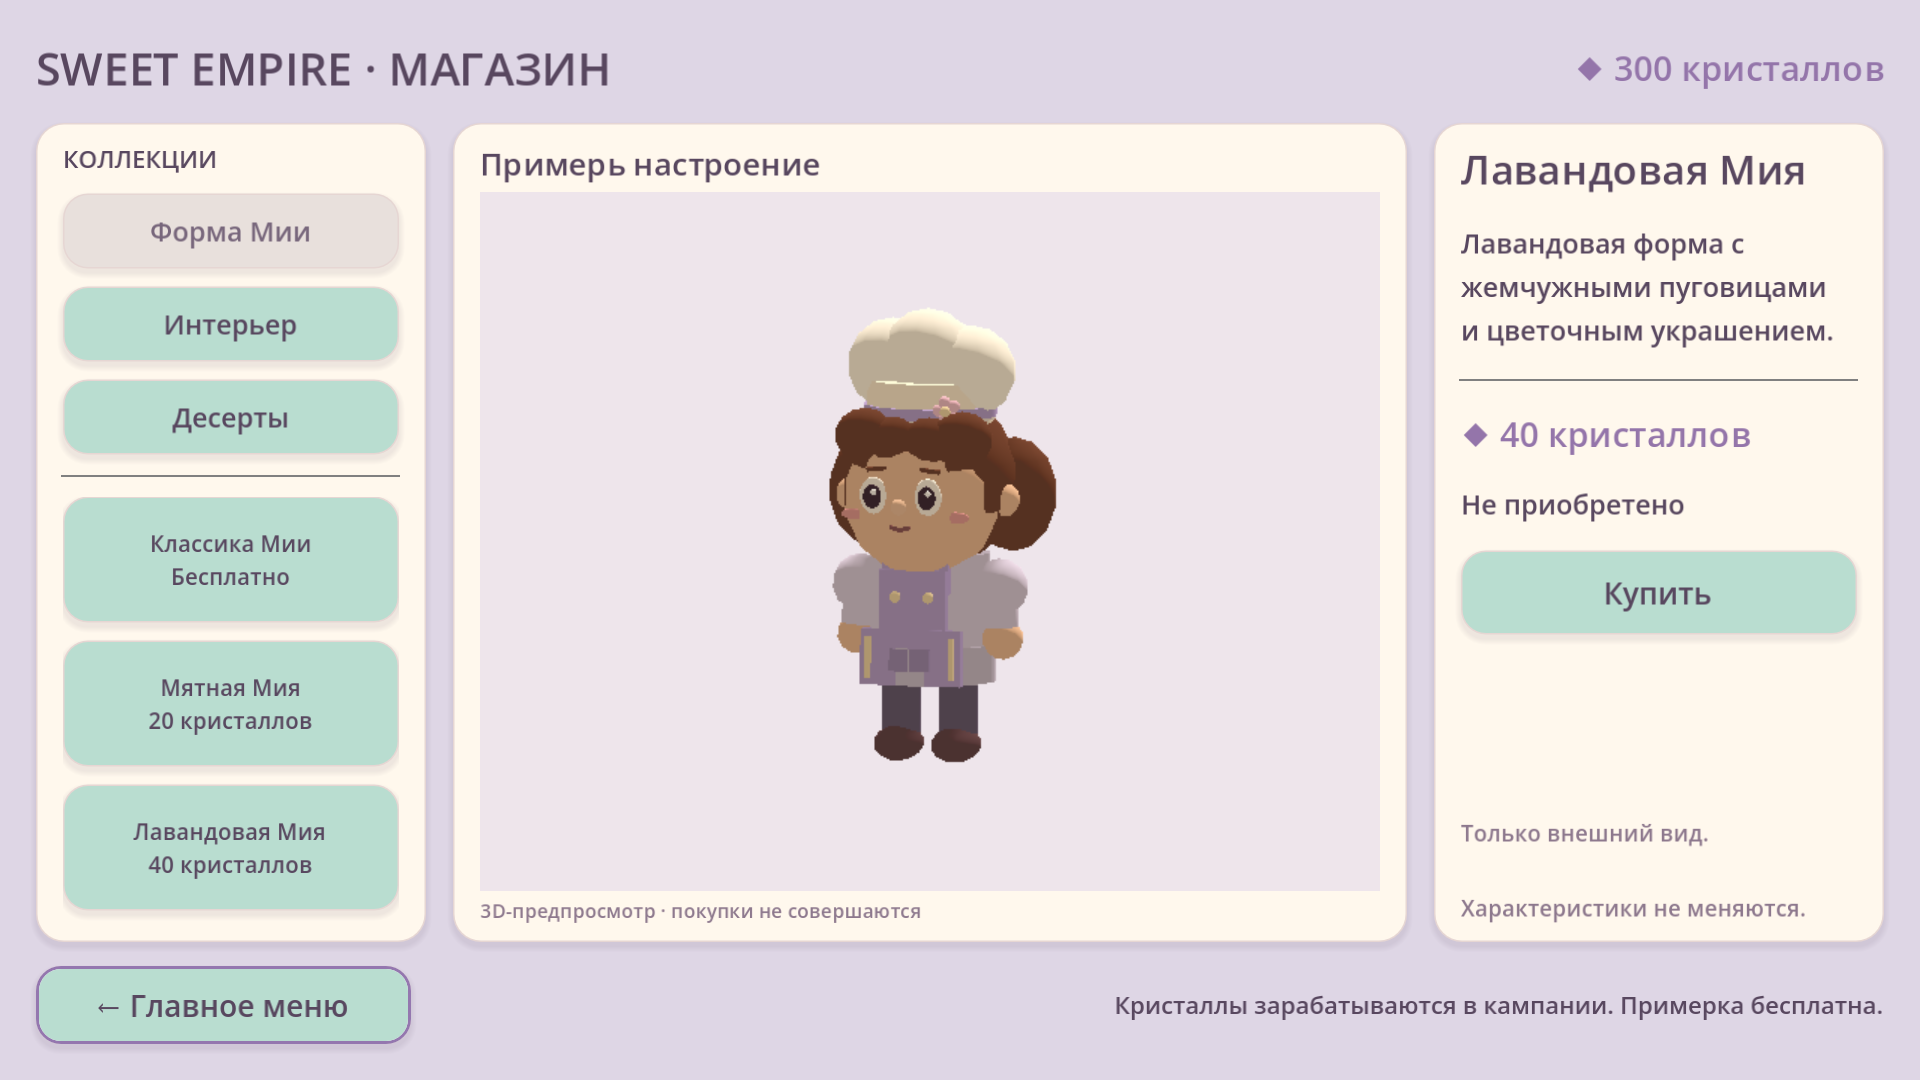 SWEET EMPIRE · МАГАЗИН
◆ 300 кристаллов
КОЛЛЕКЦИИ
Форма Мии
Интерьер
Десерты
Классика Мии
Бесплатно
Мятная Мия
20 кристаллов
Лавандовая Мия
40 кристаллов
Примерь настроение
3D-предпросмотр · покупки не совершаются
Лавандовая Мия
Лавандовая форма с
жемчужными пуговицами
и цветочным украшением.
◆ 40 кристаллов
Не приобретено
Купить
Только внешний вид.
Характеристики не меняются.
← Главное меню
Кристаллы зарабатываются в кампании. Примерка бесплатна.